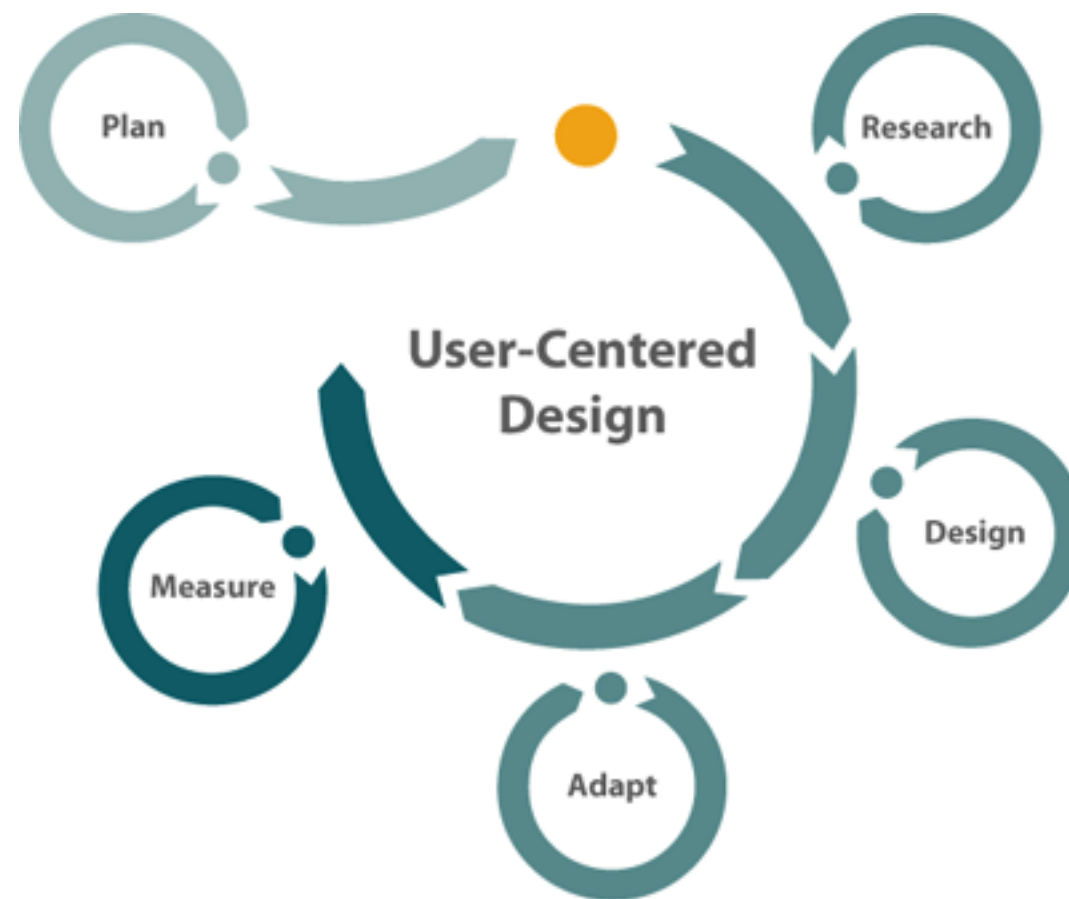 Plan
Research
User-Centered
Design
Design
Measure
Adapt